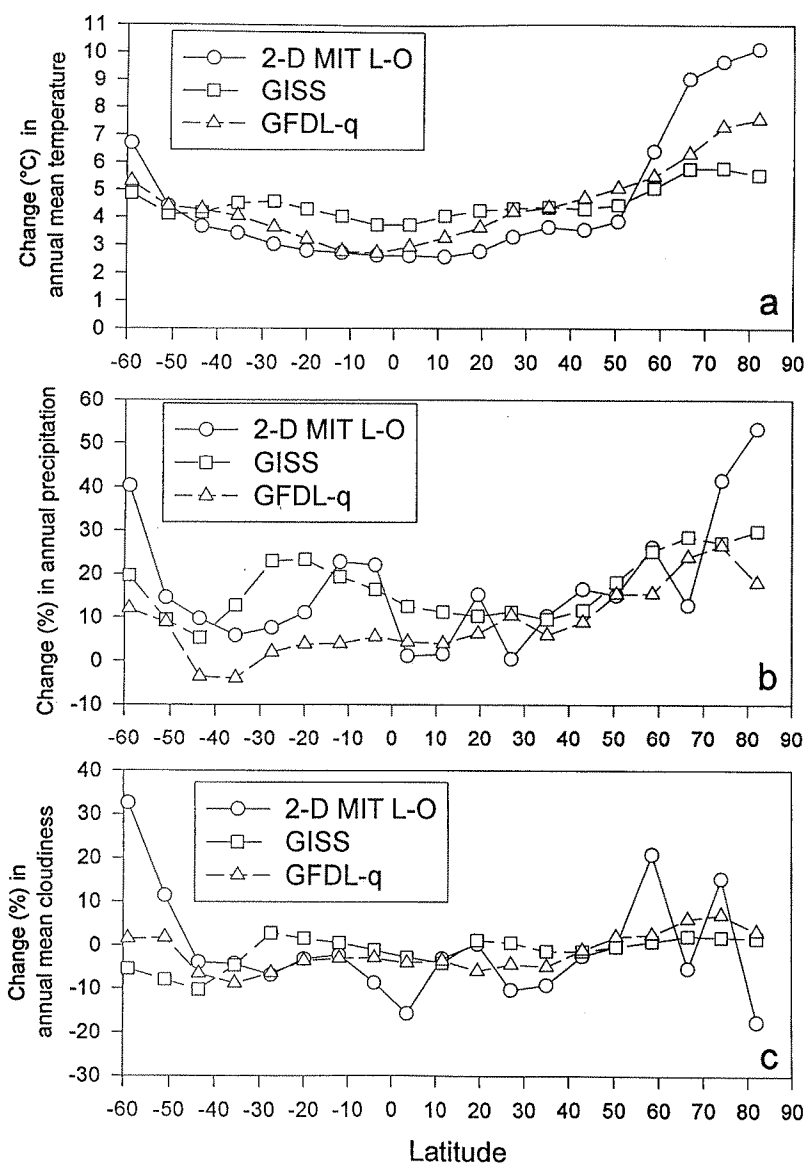 Change (°C) in
annual mean temperature
11
10
9
8
7
6
5
4
3
2
1
0
2-D MIT L-O
GISS
GFDL-q
a
-60 -50 -40 -30 -20 -10 0 10 20 30 40 50 60 70 80 90
Change (%) in annual precipitation
60
50
40
30
20
10
0
-10
2-D MIT L-O
GISS
GFDL-q
b
-60 -50 -40 -30 -20 -10 0 10 20 30 40 50 60 70 80 90
Change (%) in
annual mean cloudiness
40
30
20
10
0
-10
-20
-30
2-D MIT L-O
GISS
GFDL-q
c
-60 -50 -40 -30 -20 -10 0 10 20 30 40 50 60 70 80 90
Latitude